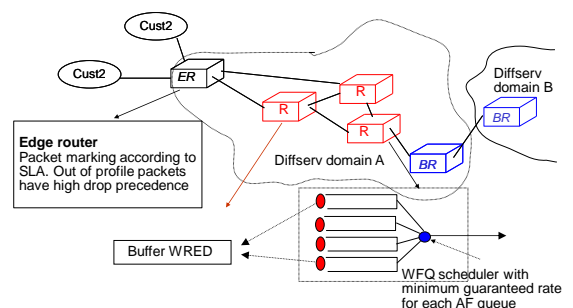 Cust2
Cust2
ER
R
R
R
Diffserv
domain B
BR
BR
Edge router
Packet marking according to
SLA. Out of profile packets
have high drop precedence
Diffserv domain A
Buffer WRED
WFQ scheduler with
minimum guaranteed rate
for each AF queue